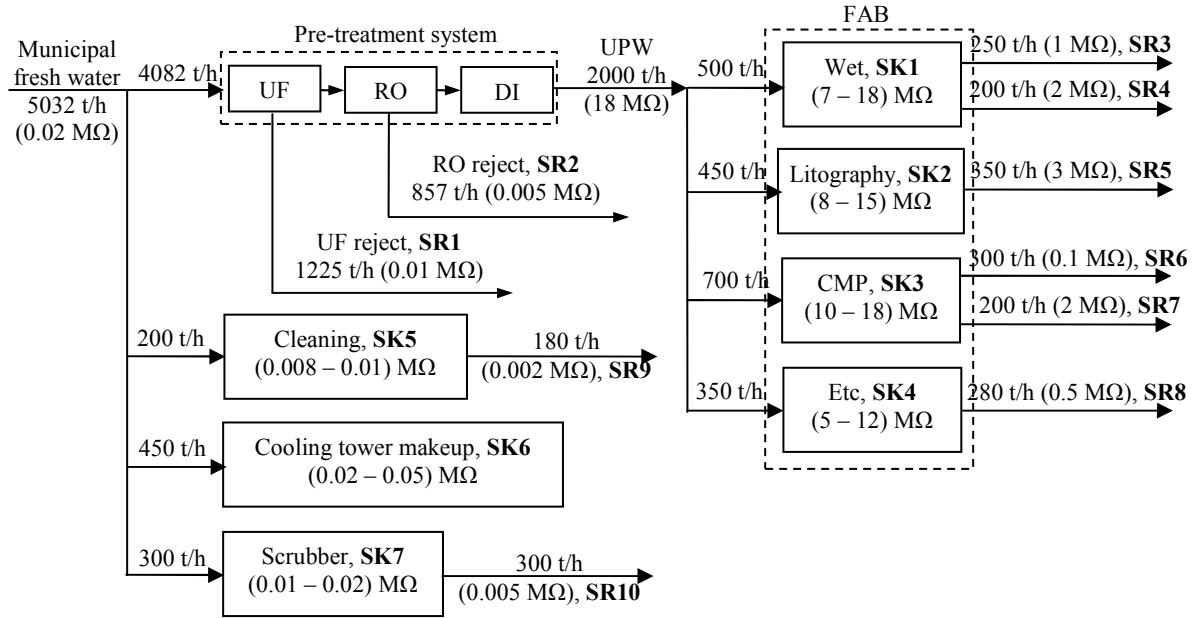 Municipal
fresh water
5032 t/h
(0.02 MΩ)
4082 t/h
Pre-treatment system
UF
RO
DI
UPW
2000 t/h
(18 MΩ)
RO reject, SR2
857 t/h (0.005 MΩ)
UF reject, SR1
1225 t/h (0.01 MΩ)
200 t/h
Cleaning, SK5
(0.008 – 0.01) MΩ
180 t/h
(0.002 MΩ), SR9
450 t/h
Cooling tower makeup, SK6
(0.02 – 0.05) MΩ
300 t/h
Scrubber, SK7
(0.01 – 0.02) MΩ
300 t/h
(0.005 MΩ), SR10
FAB
500 t/h
Wet, SK1
(7 – 18) MΩ
250 t/h (1 MΩ), SR3
200 t/h (2 MΩ), SR4
450 t/h
Litography, SK2
(8 – 15) MΩ
350 t/h (3 MΩ), SR5
700 t/h
CMP, SK3
(10 – 18) MΩ
300 t/h (0.1 MΩ), SR6
200 t/h (2 MΩ), SR7
350 t/h
Etc, SK4
(5 – 12) MΩ
280 t/h (0.5 MΩ), SR8